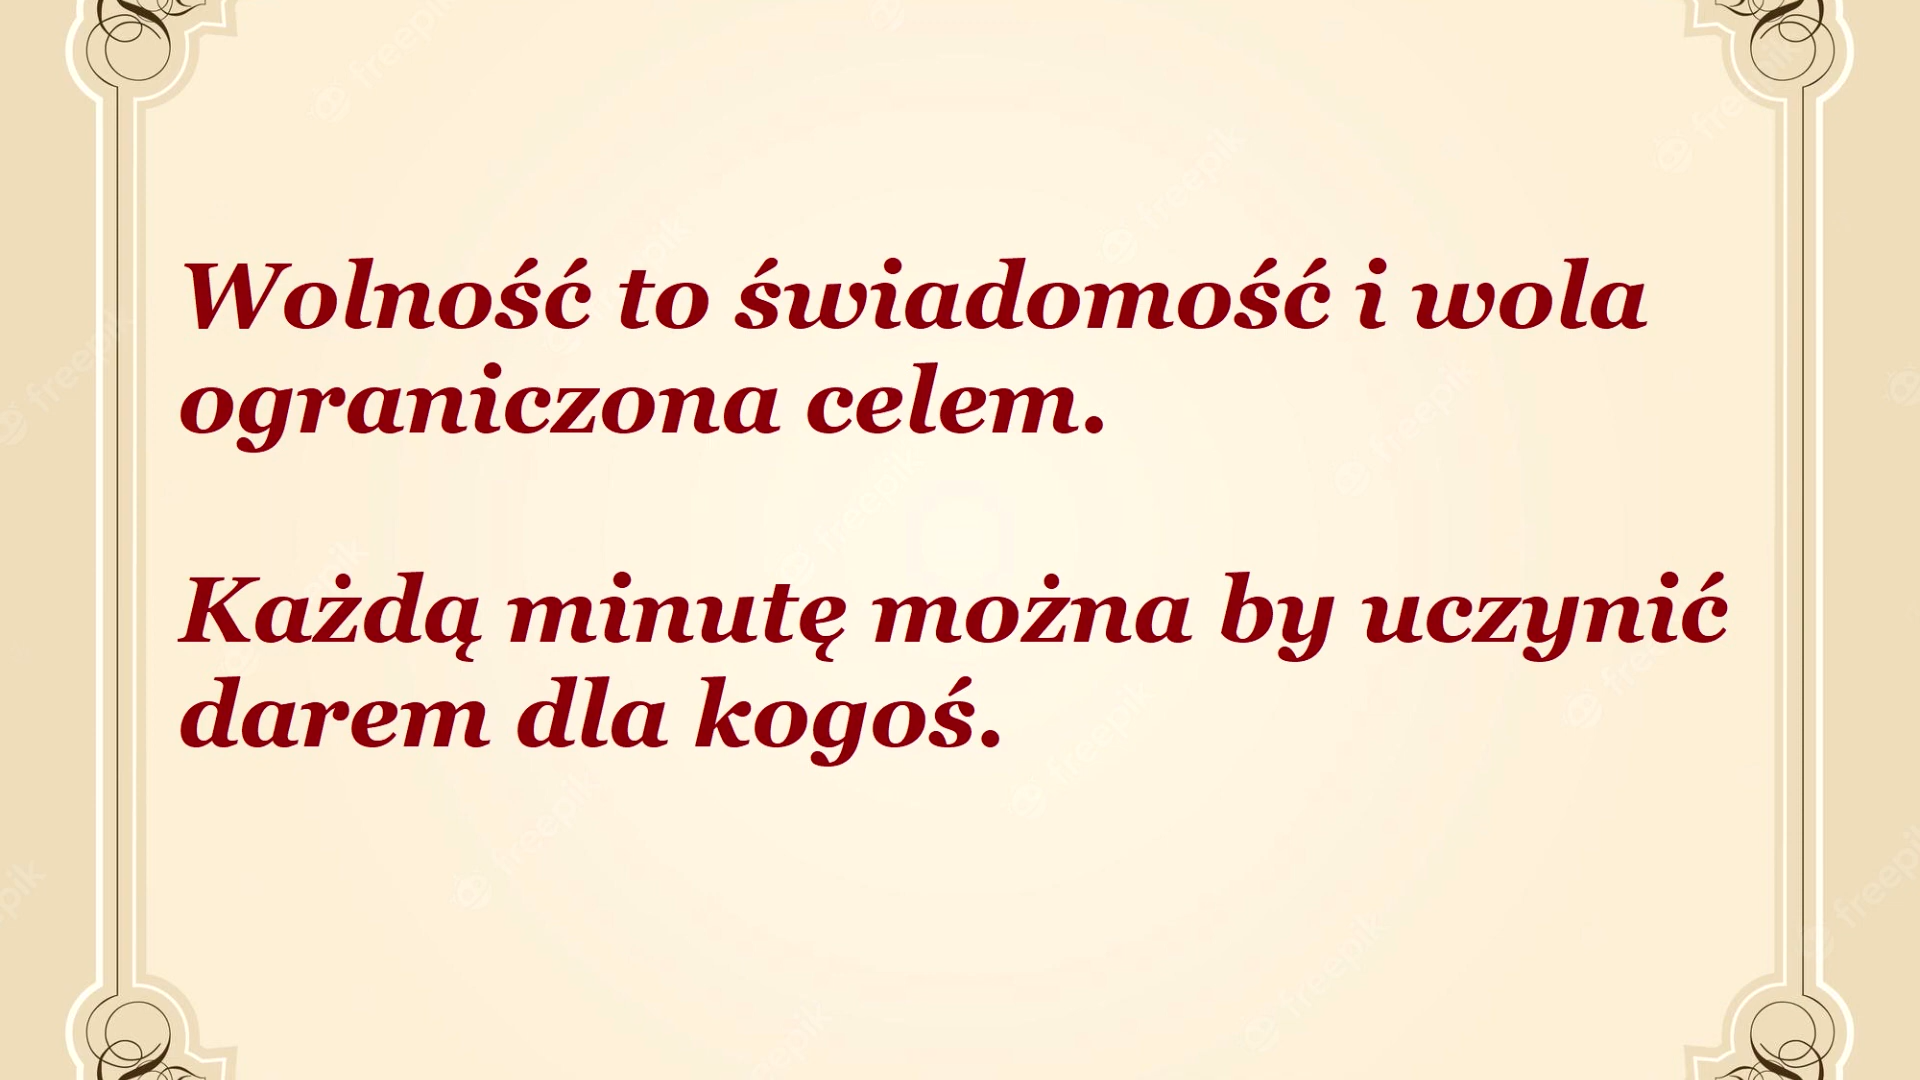 Wolność to świadomość i wola
ograniczona celem.
Każdą minutę można by uczynić
darem dla kogoś.